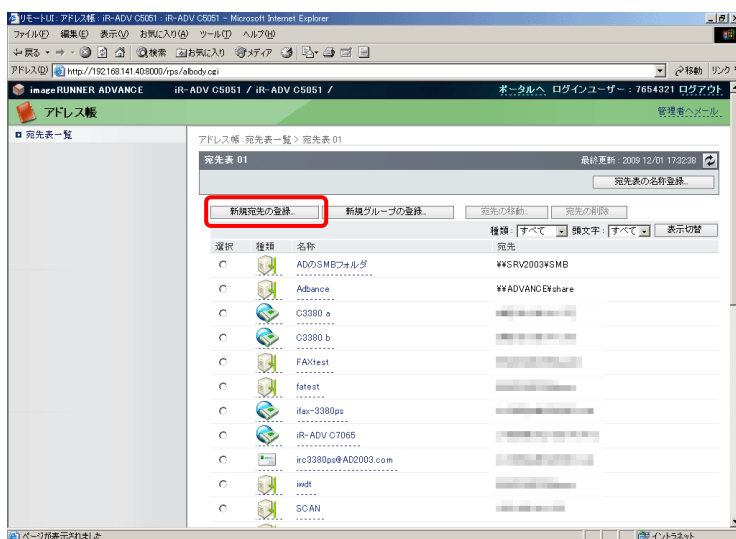 リモートUI : アドレス帳 : iR-ADV C5051 : iR-ADV C5051 - Microsoft Internet Explorer
ファイル(F) 編集(E) 表示(V) お気に入り(A) ツール(T) ヘルプ(H)
戻る 検索 お気に入り メディア
アドレス(D) http://192.168.141.40:8000/rps/albody.cgi 移動 リンク
imageRUNNER ADVANCE iR-ADV C5051 / iR-ADV C5051 / ポータルへ ログインユーザー : 7654321 ログアウト
アドレス帳 管理者へメール
宛先表一覧
アドレス帳 :宛先表一覧 > 宛先表 01
宛先表 01 最終更新 : 2009 12/01 17:32:38
宛先表の名称登録...
新規宛先の登録... 新規グループの登録... 宛先の移動... 宛先の削除
種類 : すべて 頭文字 : すべて 表示切替
選択 種類 名称 宛先
ADのSMBフォルダ ¥¥SRV2003¥SMB
Adbance ¥¥ADVANCE¥share
C3380 a
C3380 b
FAXtest
fatest
ifax-3380ps
iR-ADV C7065
irc3380ps@AD2003.com
iwdt
SCAN
ページが表示されました イントラネット